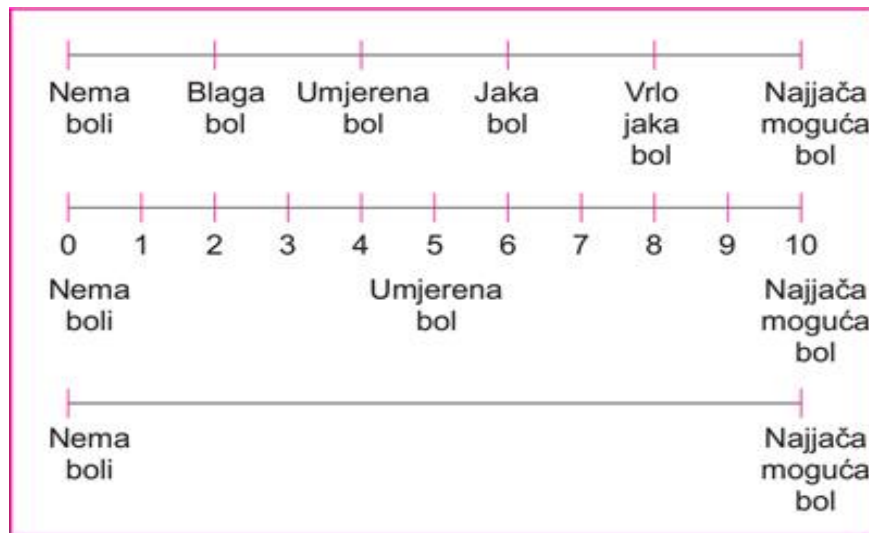 Nema Blaga Umjerena Jaka Vrlo Najjača
boli bol bol bol jaka moguća
bol bol
0 1 2 3 4 5 6 7 8 9 10
Nema Umjerena Najjača
boli bol moguća
bol
Nema Najjača
boli moguća
bol